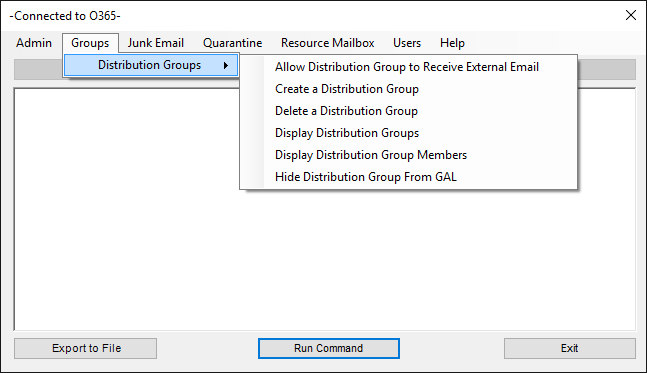 -Connected to O365-
Admin Groups Junk Email Quarantine Resource Mailbox Users Help
Distribution Groups
Allow Distribution Group to Receive External Email
Create a Distribution Group
Delete a Distribution Group
Display Distribution Groups
Display Distribution Group Members
Hide Distribution Group From GAL
Export to File Run Command Exit